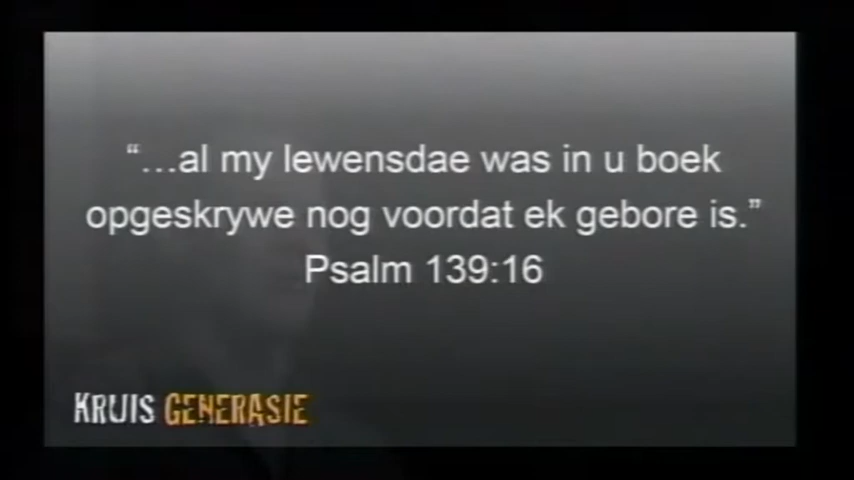 “...al my lewensdae was in u boek
opgeskrywe nog voordat ek gebore is.”
Psalm 139:16
KRUIS GENERASIE